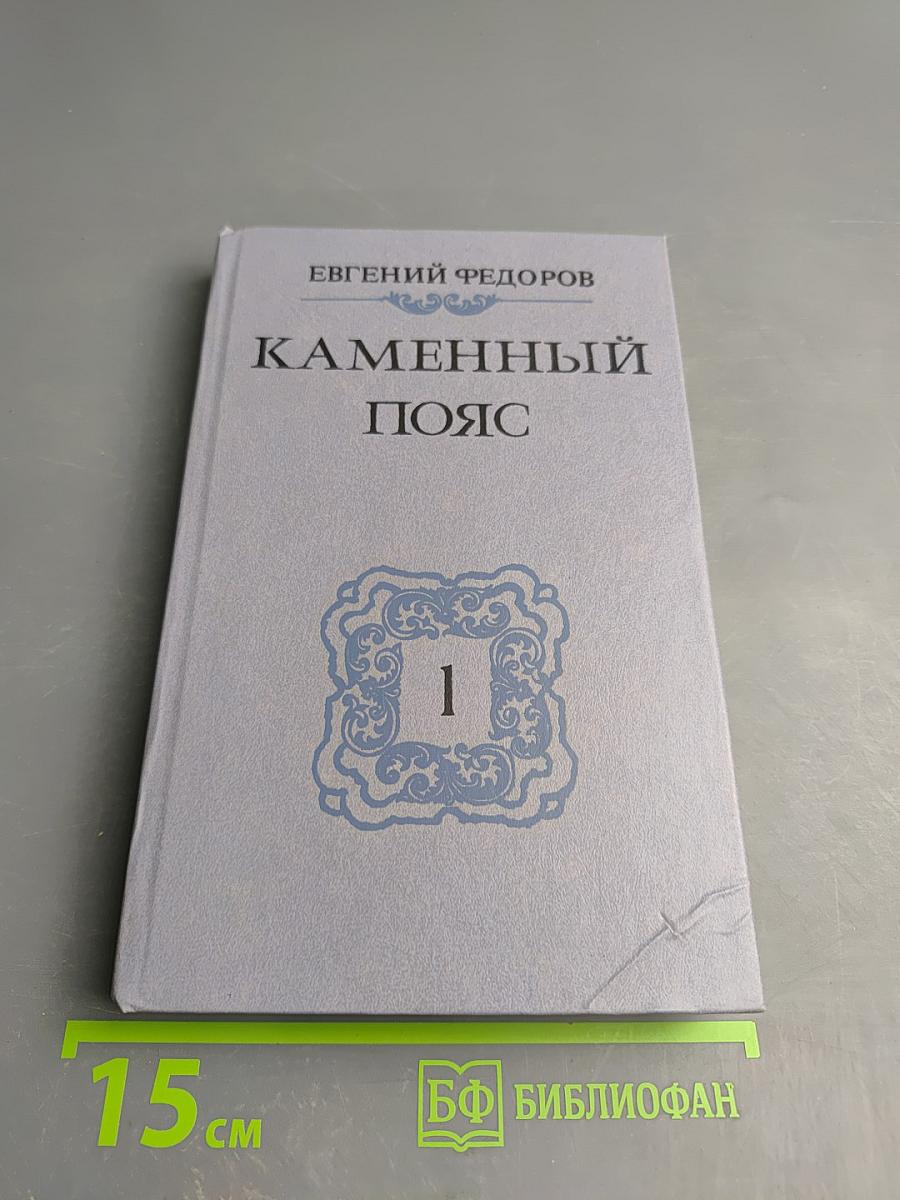 ЕВГЕНИЙ ФЕДОРОВ
КАМЕННЫЙ
ПОЯС
1
15 см
БФ БИБЛИОФАН